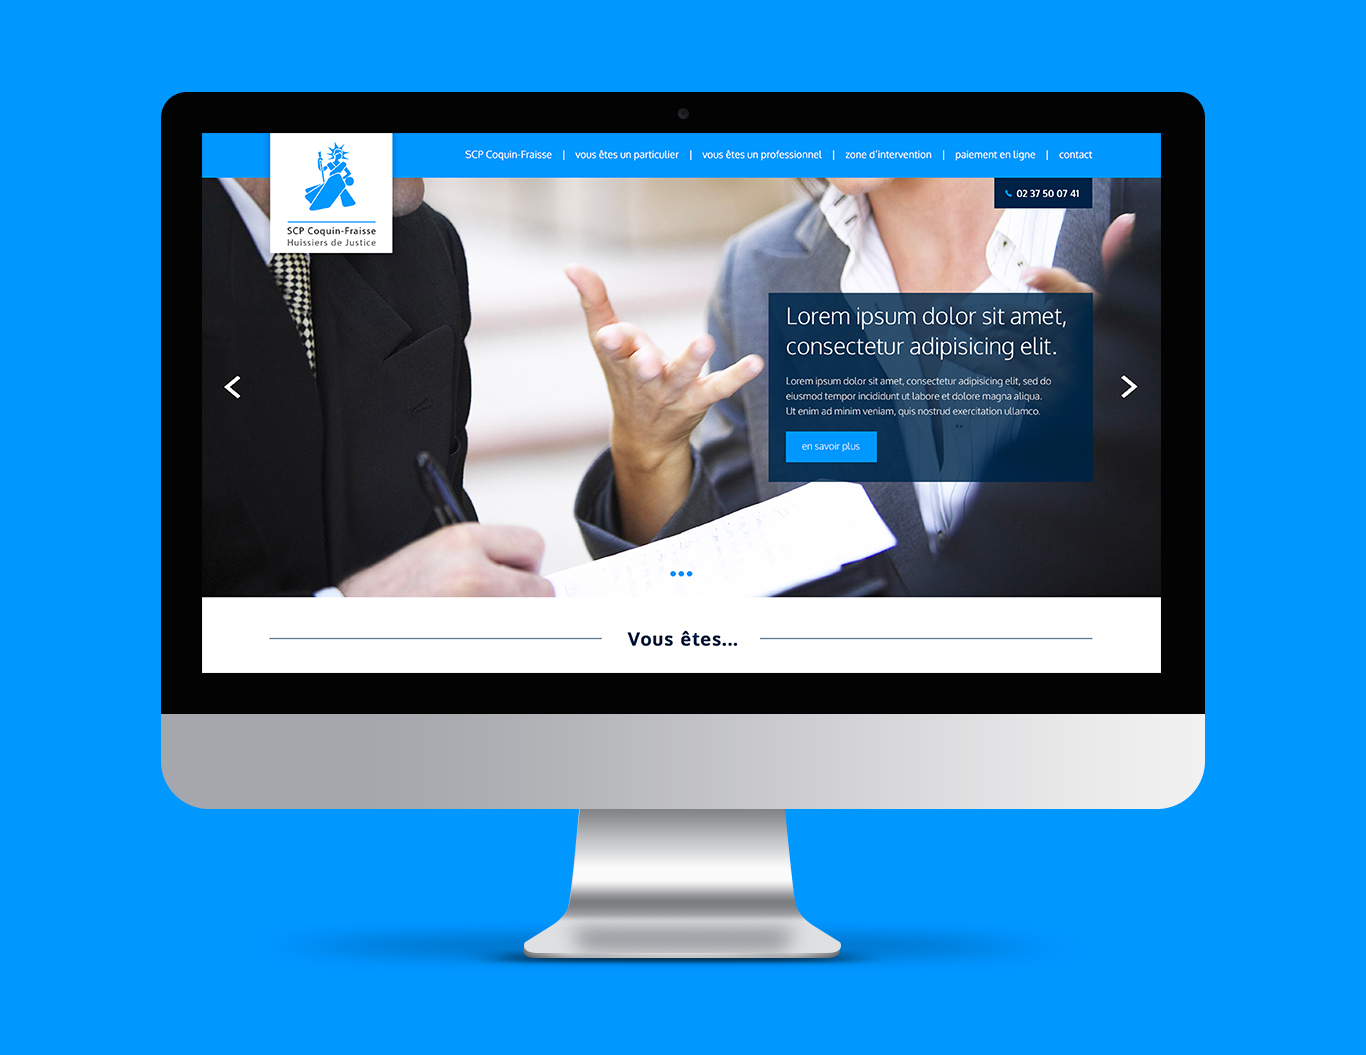 SCP Coquin-Fraisse | vous êtes un particulier | vous êtes un professionnel | zone d'intervention | paiement en ligne | contact
SCP Coquin-Fraisse
Huissiers de Justice
02 37 50 07 41
Lorem ipsum dolor sit amet,
consectetur adipisicing elit.
Lorem ipsum dolor sit amet, consectetur adipisicing elit, sed do
eiusmod tempor incididunt ut labore et dolore magna aliqua.
Ut enim ad minim veniam, quis nostrud exercitation ullamco.
en savoir plus
Vous êtes...